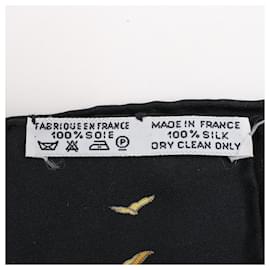 FABRIQUE EN FRANCE
100% SOIE
MADE IN FRANCE
100% SILK
DRY CLEAN ONLY